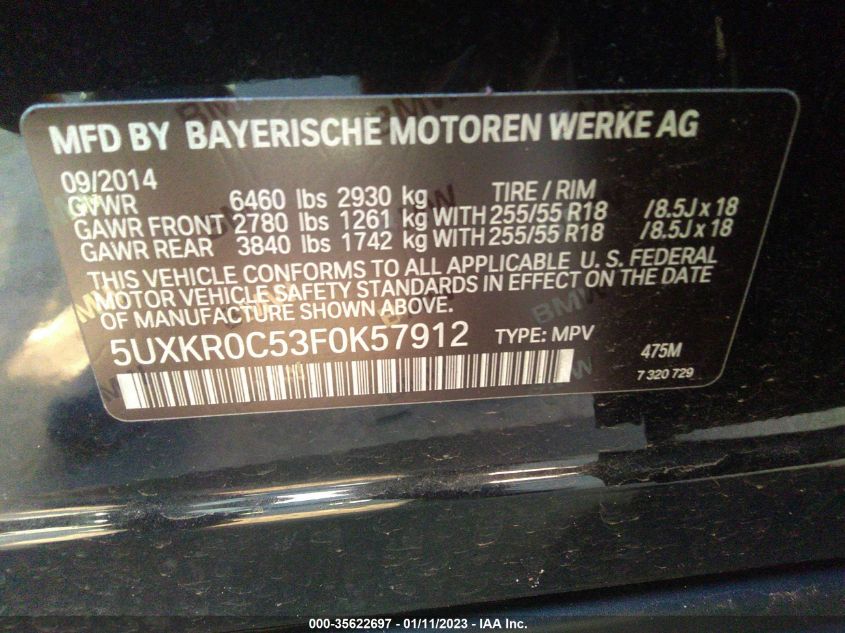 MFD BY BAYERISCHE MOTOREN WERKE AG
09/2014
TIRE / RIM
GVWR 6460 lbs 2930 kg
GAWR FRONT 2780 lbs 1261 kg WITH 255/55 R18 /8.5J x 18
GAWR REAR 3840 lbs 1742 kg WITH 255/55 R18 /8.5J x 18
THIS VEHICLE CONFORMS TO ALL APPLICABLE U. S. FEDERAL
MOTOR VEHICLE SAFETY STANDARDS IN EFFECT ON THE DATE
OF MANUFACTURE SHOWN ABOVE.
5UXKR0C53F0K57912 TYPE: MPV
475M
7 320 729
000-35622697 - 01/11/2023 - IAA Inc.